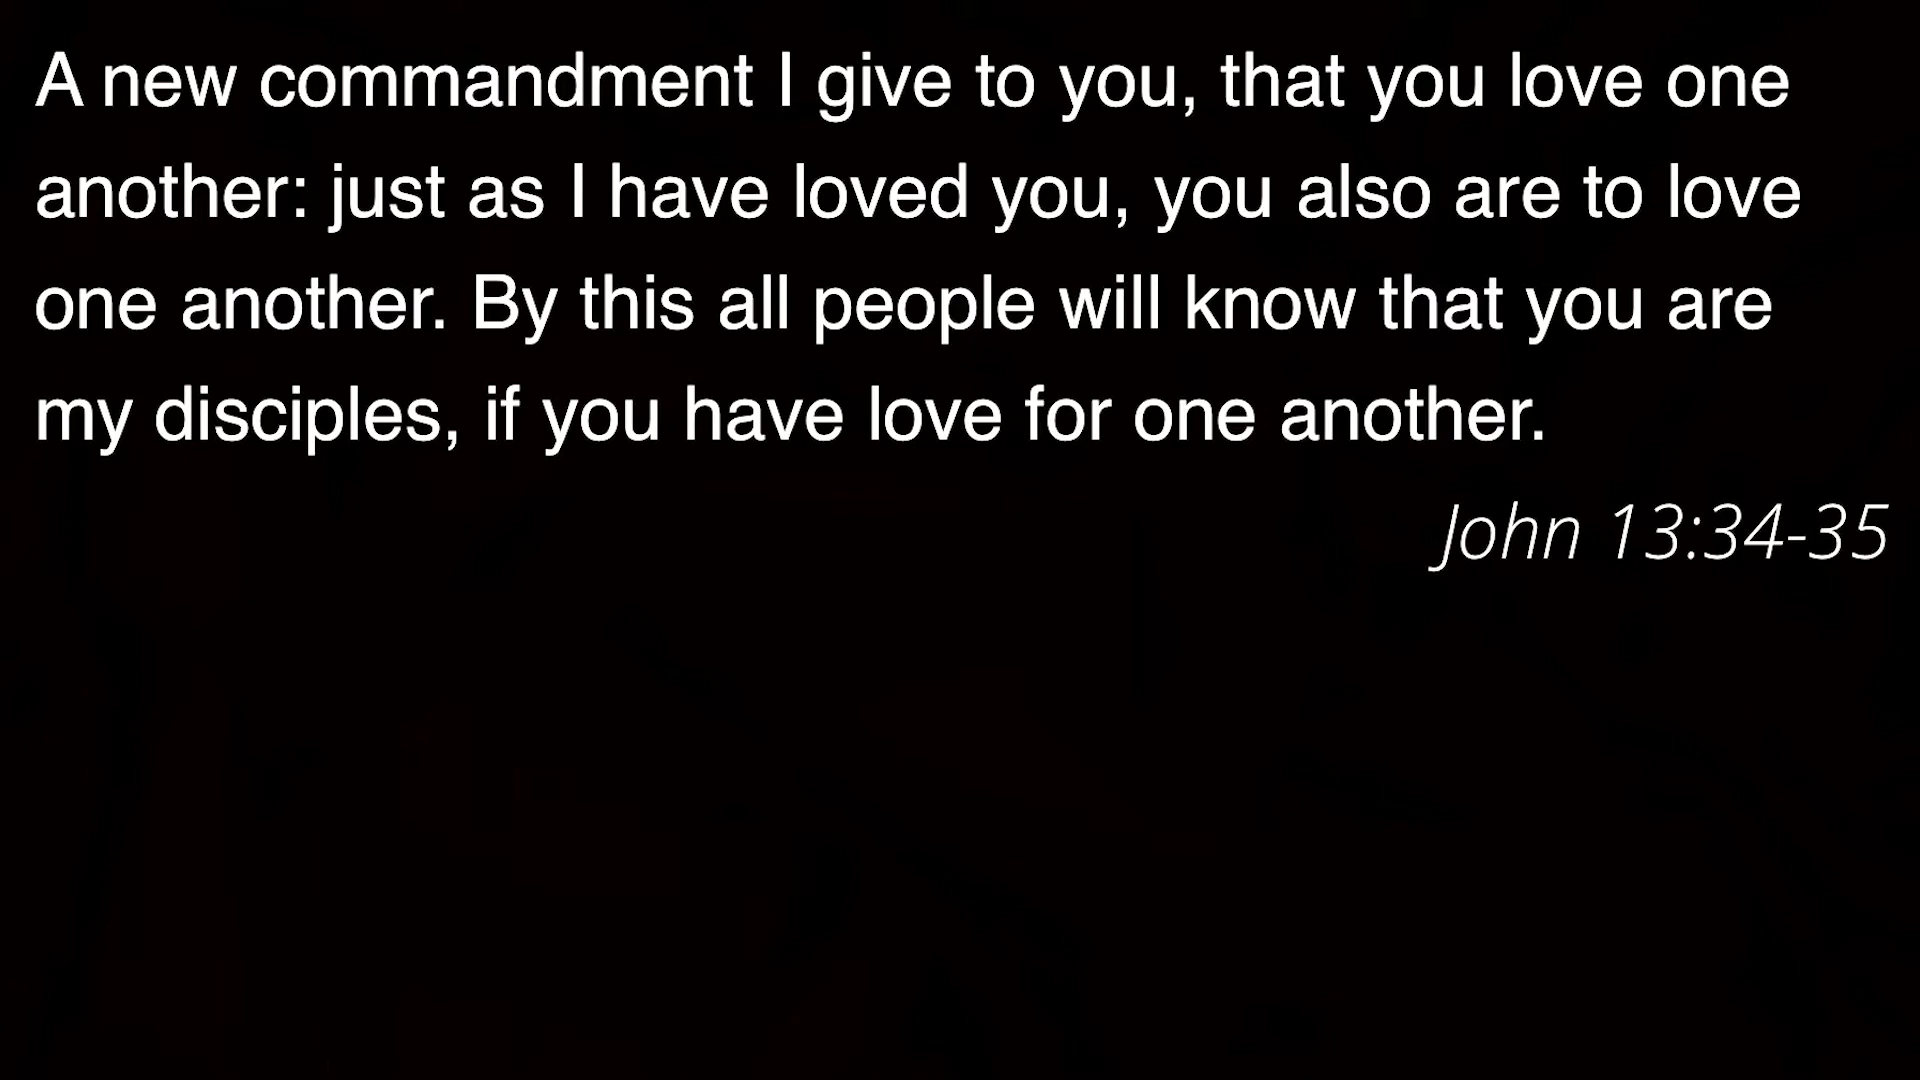 A new commandment I give to you, that you love one
another: just as I have loved you, you also are to love
one another. By this all people will know that you are
my disciples, if you have love for one another.
John 13:34-35